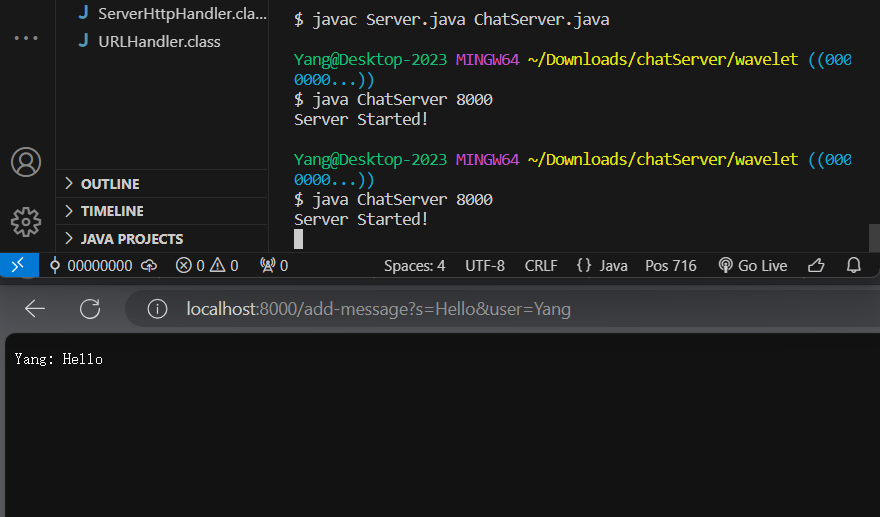 ServerHttpHandler.cla...
URLHandler.class
OUTLINE
TIMELINE
JAVA PROJECTS
$ javac Server.java ChatServer.java
Yang@Desktop-2023 MINGW64 ~/Downloads/chatServer/wavelet ((000
0000...))
$ java ChatServer 8000
Server Started!
Yang@Desktop-2023 MINGW64 ~/Downloads/chatServer/wavelet ((000
0000...))
$ java ChatServer 8000
Server Started!
00000000 0 0 0 Spaces: 4 UTF-8 CRLF {} Java Pos 716 Go Live
localhost:8000/add-message?s=Hello&user=Yang
Yang: Hello